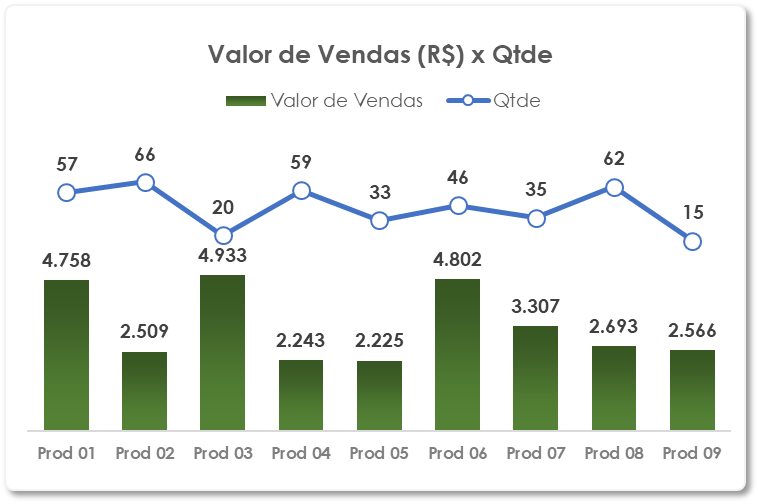 Valor de Vendas (R$) x Qtde
Valor de Vendas Qtde
57 66 20 59 33 46 35 62 15
4.758 2.509 4.933 2.243 2.225 4.802 3.307 2.693 2.566
Prod 01 Prod 02 Prod 03 Prod 04 Prod 05 Prod 06 Prod 07 Prod 08 Prod 09